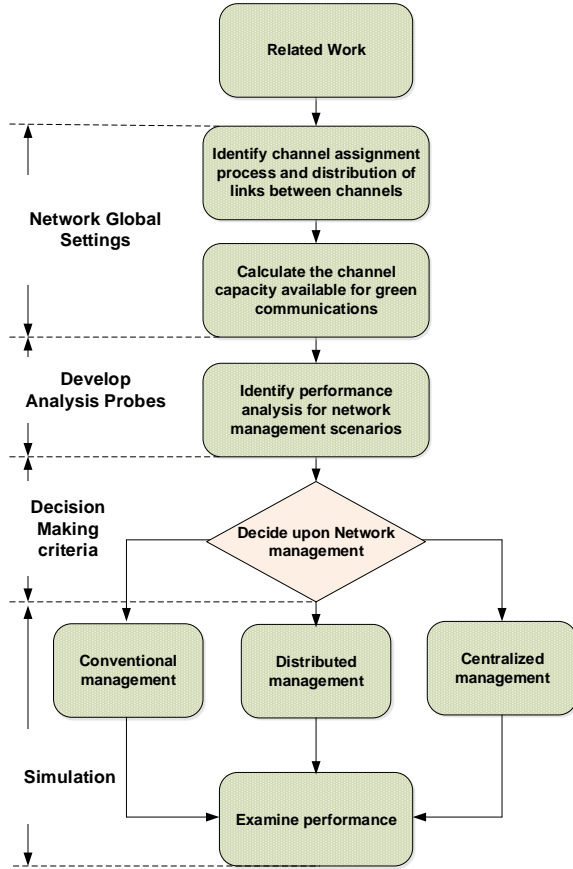 Related Work
Identify channel assignment
process and distribution of
links between channels
Network Global
Settings
Calculate the channel
capacity available for green
communications
Develop
Analysis Probes
Identify performance
analysis for network
management scenarios
Decision
Making
criteria
Decide upon Network
management
Conventional
management
Distributed
management
Centralized
management
Simulation
Examine performance